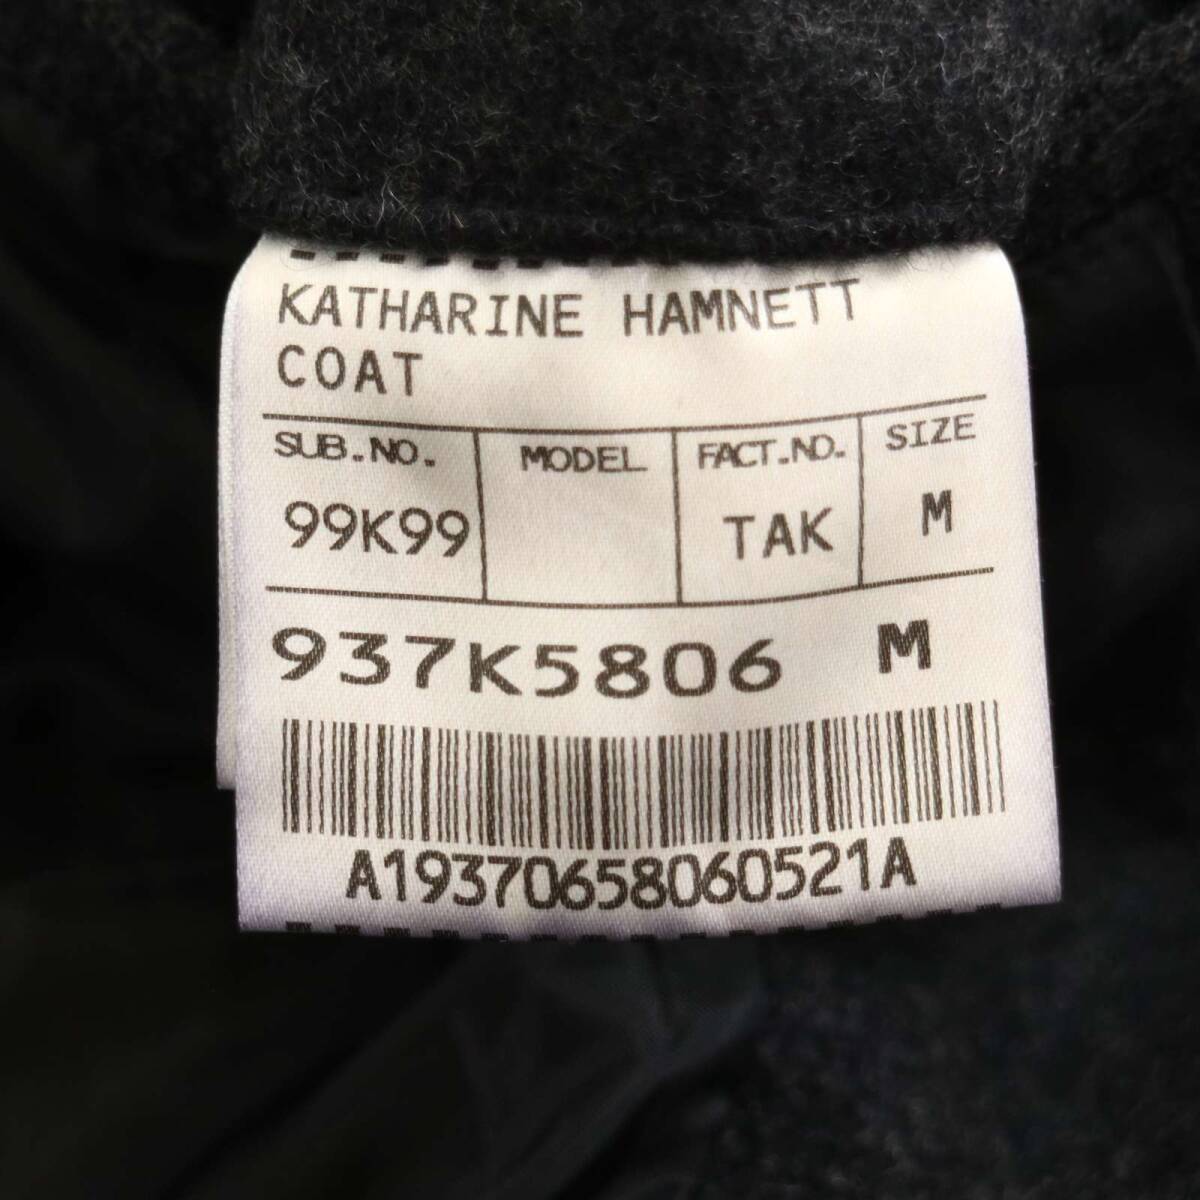 KATHARINE HAMNETT
COAT
SUB.NO. MODEL FACT.NO. SIZE
99K99 TAK M
937K5806 M
A19370658060521A